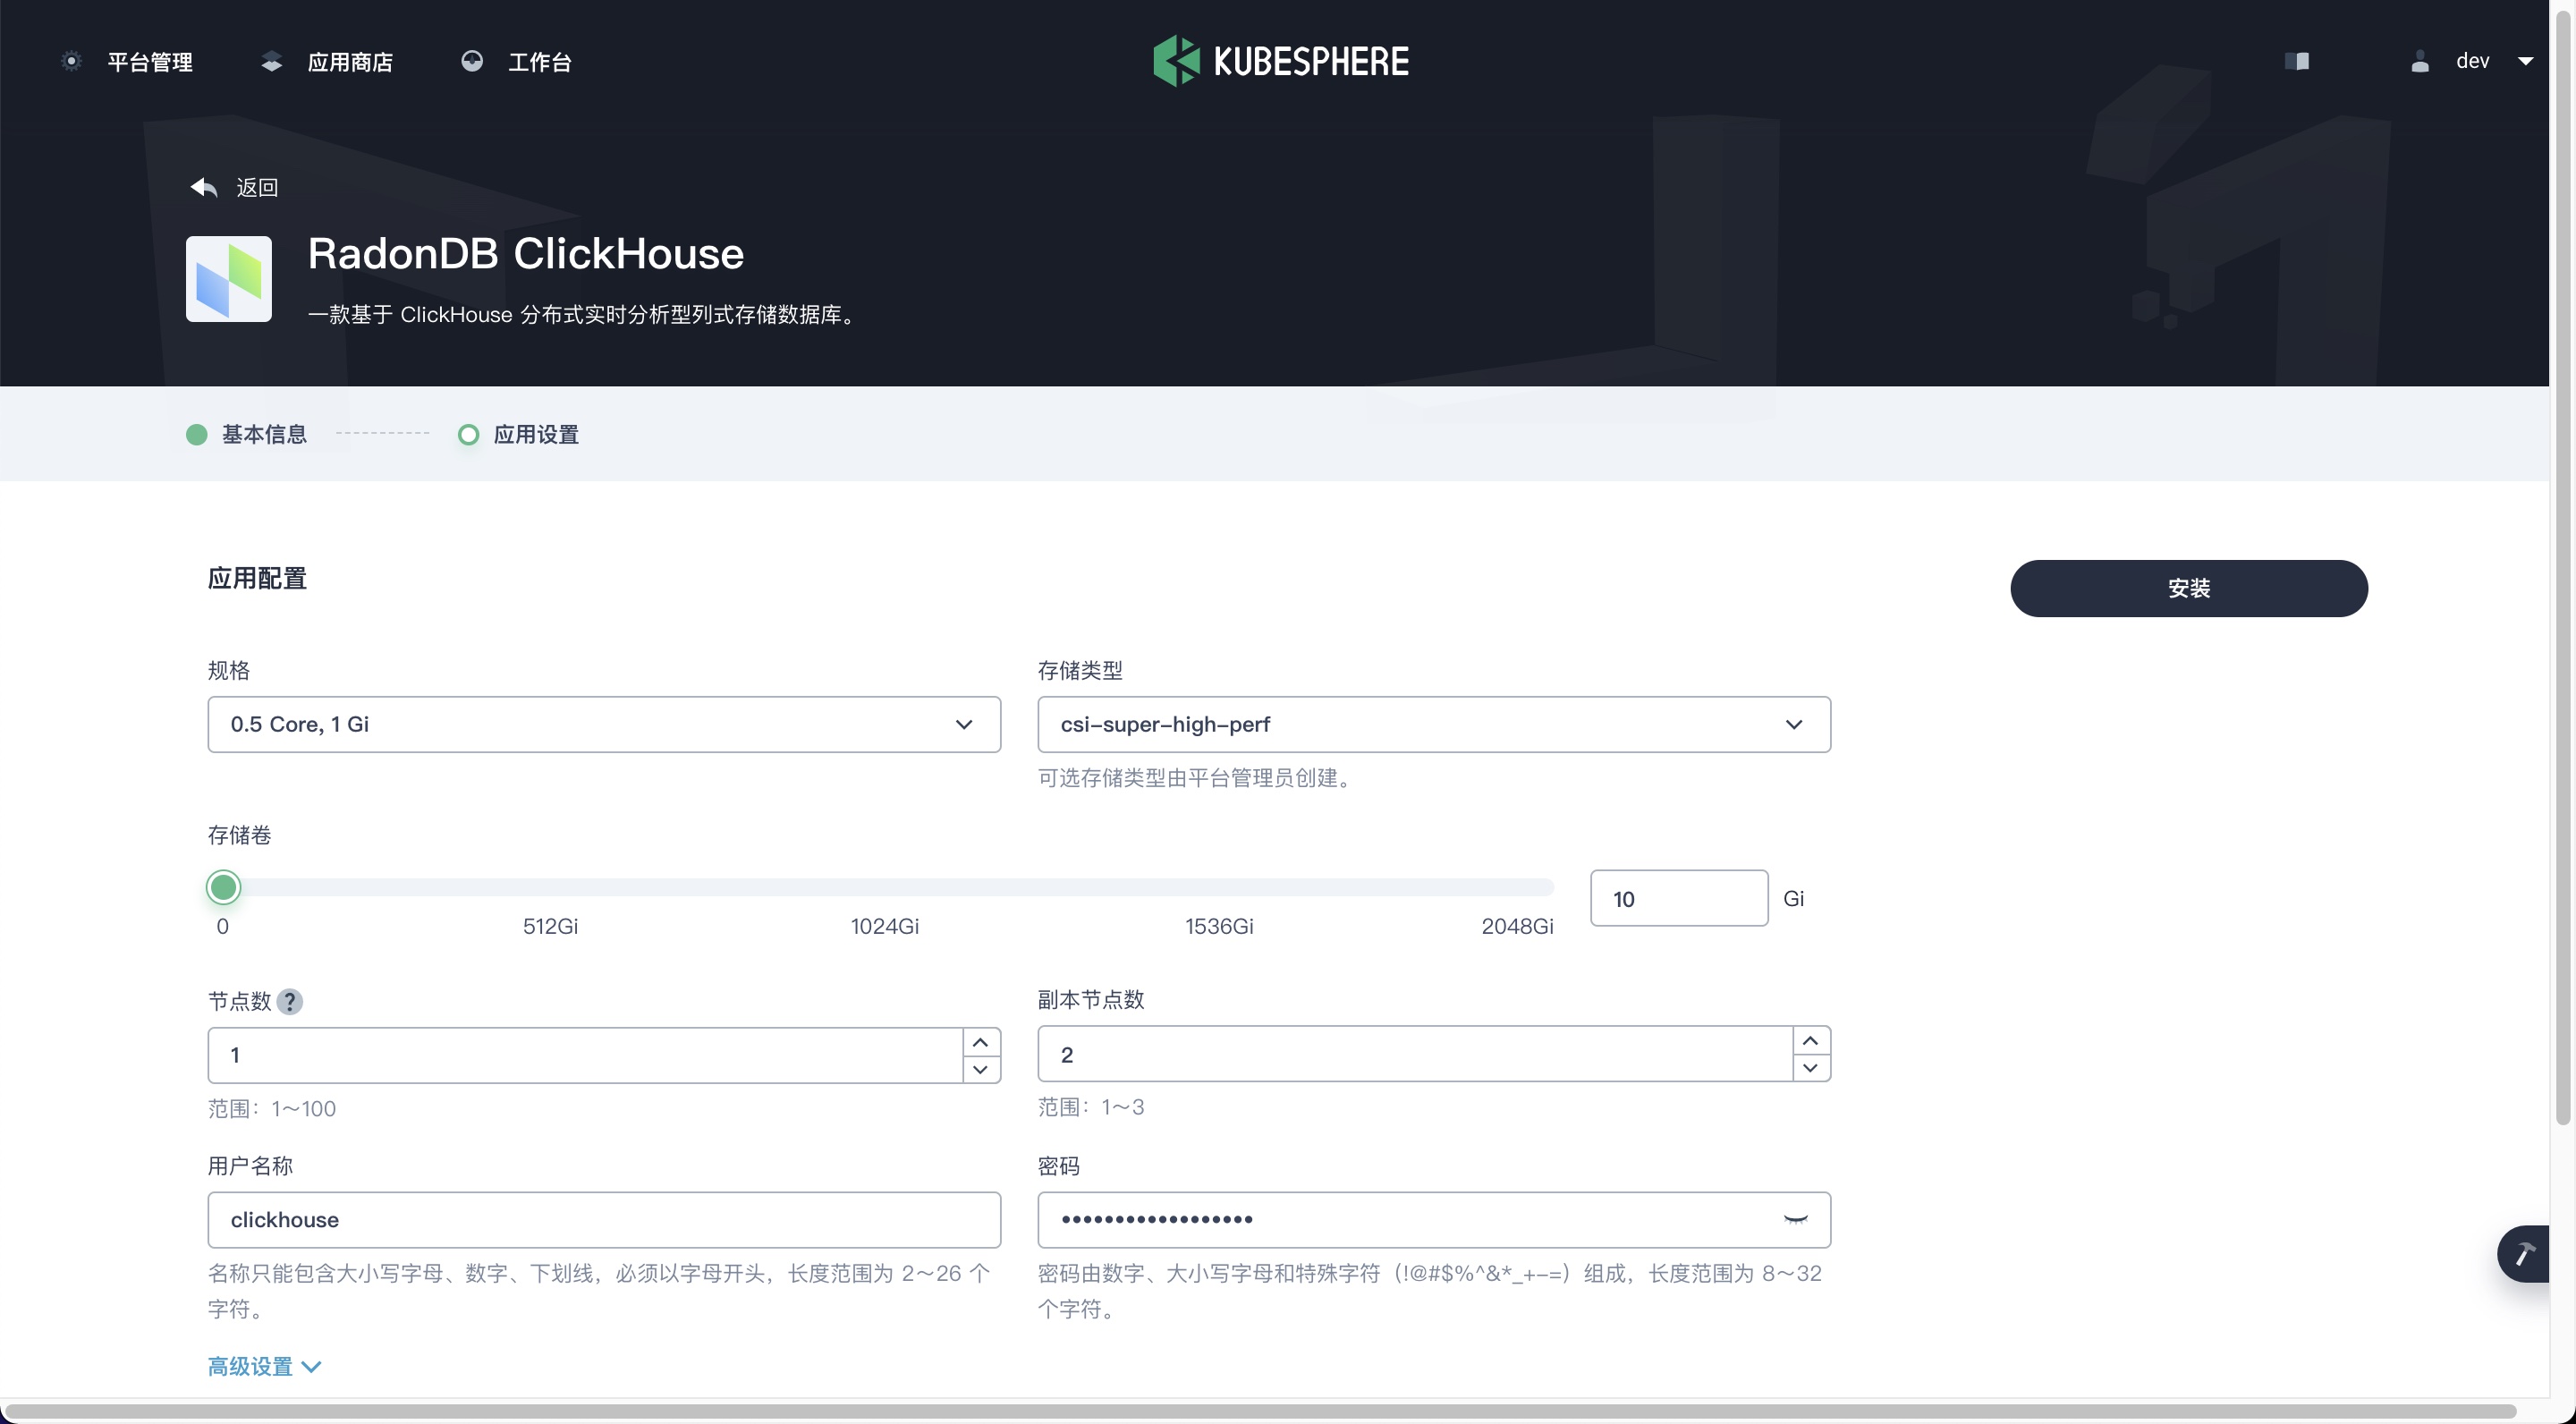 平台管理 应用商店 工作台 KUBESPHERE dev
返回
RadonDB ClickHouse
一款基于 ClickHouse 分布式实时分析型列式存储数据库。
基本信息 应用设置
应用配置
安装
规格 存储类型
0.5 Core, 1 Gi csi-super-high-perf
可选存储类型由平台管理员创建。
存储卷
10 Gi
0 512Gi 1024Gi 1536Gi 2048Gi
节点数 ? 副本节点数
1 2
范围：1～100 范围：1～3
用户名称 密码
clickhouse ••••••••••••••••••
名称只能包含大小写字母、数字、下划线，必须以字母开头，长度范围为 2～26 个
字符。
密码由数字、大小写字母和特殊字符（!@#$%^&*_+-=）组成，长度范围为 8～32
个字符。
高级设置